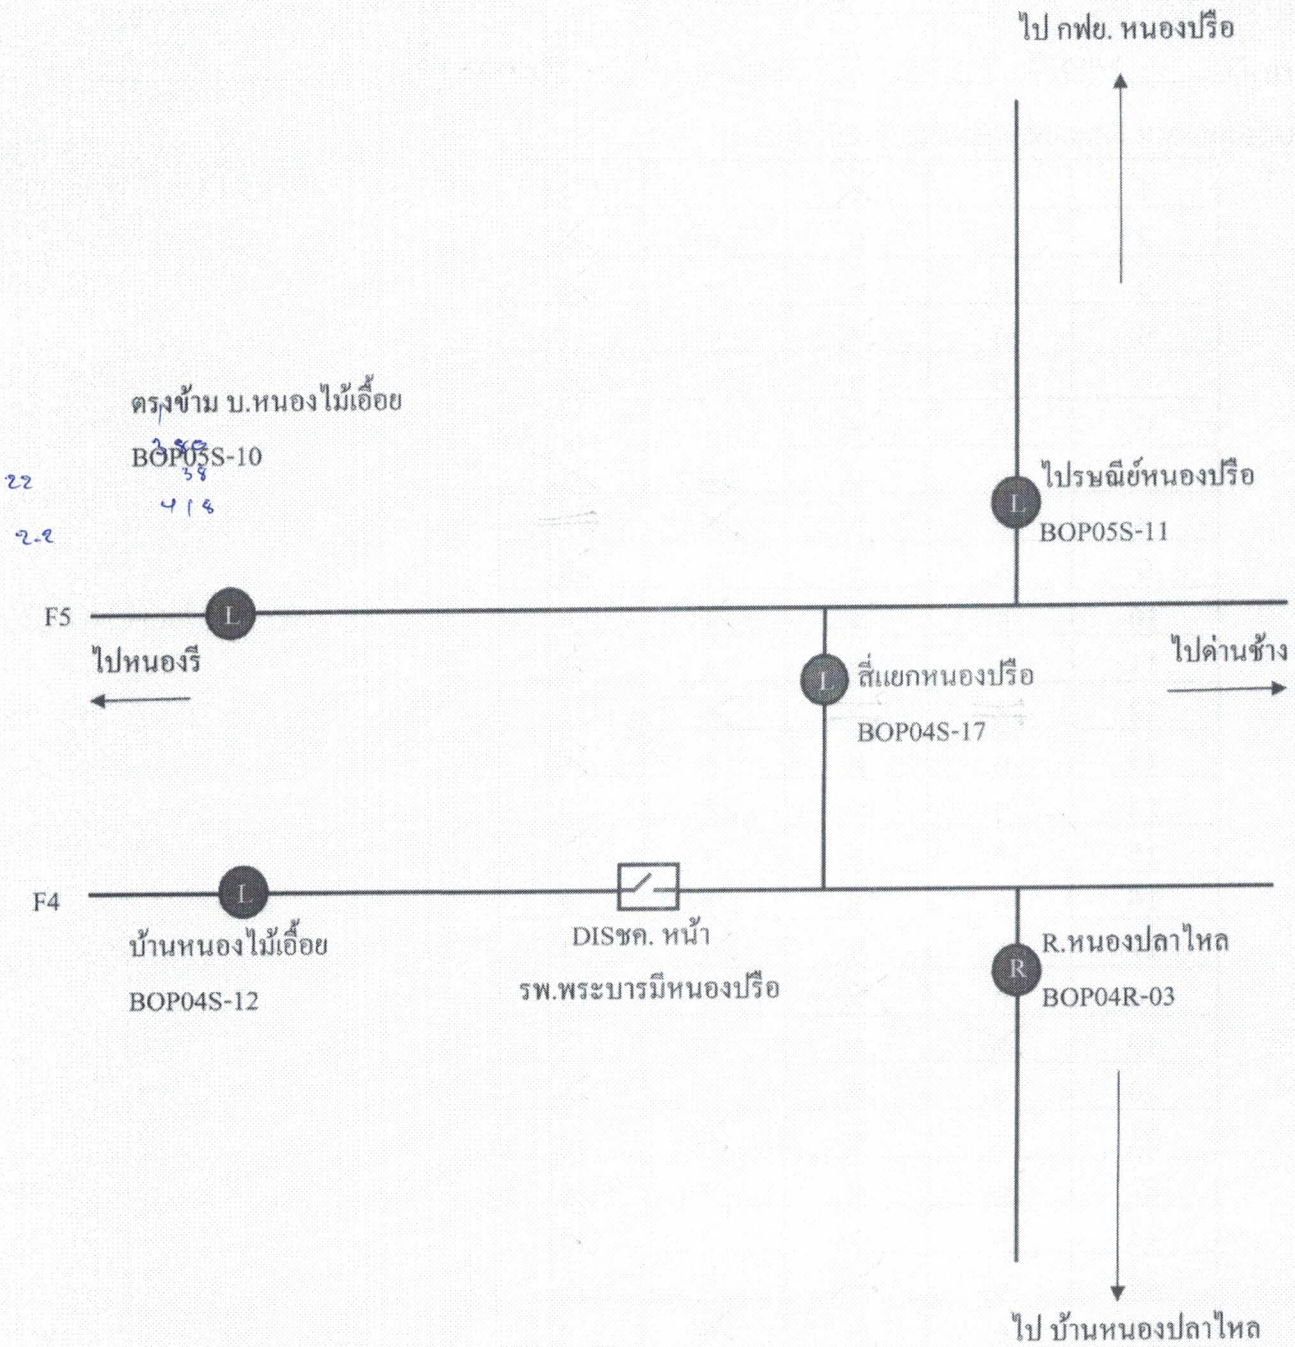 ไป กฟย. หนองปรือ
ตรงข้าม บ.หนองไม้เอื้อย
BOP05S-10
38
418
22
2.2
L
ไปรษณีย์หนองปรือ
BOP05S-11
F5
L
ไปหนองรี
ไปด่านช้าง
L
สี่แยกหนองปรือ
BOP04S-17
F4
L
บ้านหนองไม้เอื้อย
BOP04S-12
DISชค. หน้า
รพ.พระบารมีหนองปรือ
R
R.หนองปลาไหล
BOP04R-03
ไป บ้านหนองปลาไหล